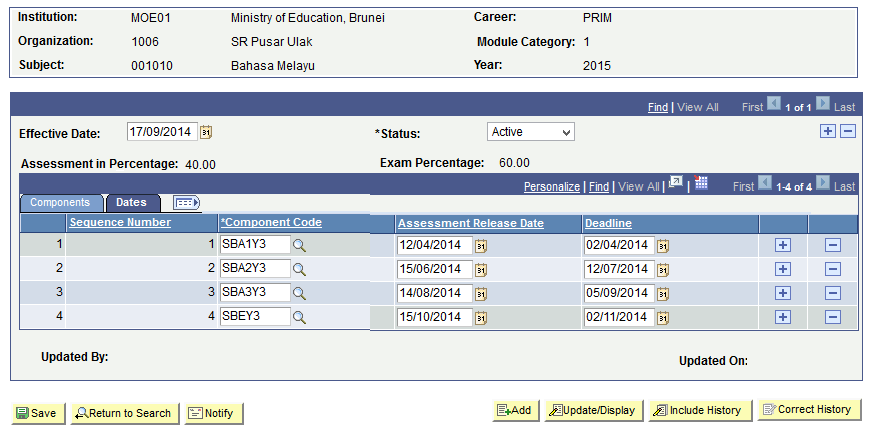 Institution: MOE01 Ministry of Education, Brunei Career: PRIM
Organization: 1006 SR Pusar Ulak Module Category: 1
Subject: 001010 Bahasa Melayu Year: 2015
Find | View All First 1 of 1 Last
Effective Date: 17/09/2014 *Status: Active
Assessment in Percentage: 40.00 Exam Percentage: 60.00
Personalize | Find | View All | | First 1-4 of 4 Last
Components Dates
Sequence Number *Component Code Assessment Release Date Deadline
1 1 SBA1Y3 12/04/2014 02/04/2014
2 2 SBA2Y3 15/06/2014 12/07/2014
3 3 SBA3Y3 14/08/2014 05/09/2014
4 4 SBEY3 15/10/2014 02/11/2014
Updated By: Updated On:
Save Return to Search Notify Add Update/Display Include History Correct History